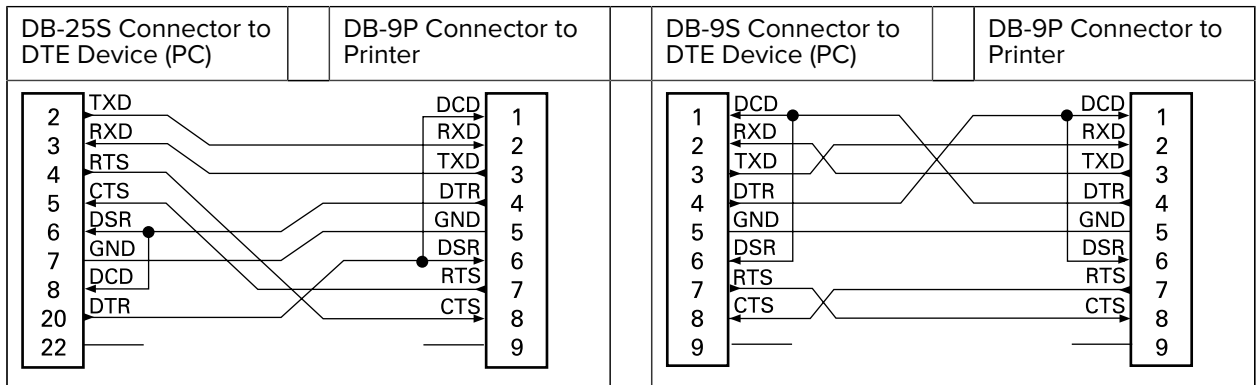 DB-25S Connector to
DTE Device (PC)
DB-9P Connector to
Printer
DB-9S Connector to
DTE Device (PC)
DB-9P Connector to
Printer
2 TXD
3 RXD
4 RTS
5 CTS
6 DSR
7 GND
8 DCD
20 DTR
22
DCD 1
RXD 2
TXD 3
DTR 4
GND 5
DSR 6
RTS 7
CTS 8
9
1 DCD
2 RXD
3 TXD
4 DTR
5 GND
6 DSR
7 RTS
8 CTS
9
DCD 1
RXD 2
TXD 3
DTR 4
GND 5
DSR 6
RTS 7
CTS 8
9